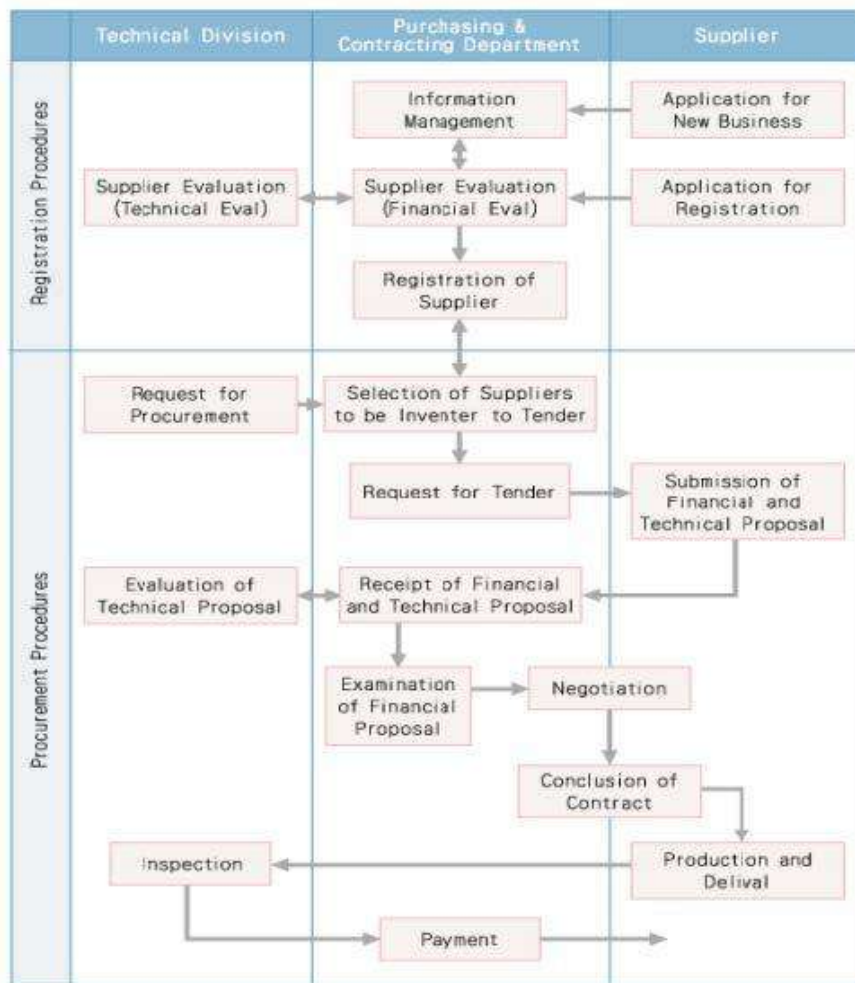 Technical Division
Purchasing &
Contracting Department
Supplier
Registration Procedures
Information
Management
Application for
New Business
Supplier Evaluation
(Technical Eval)
Supplier Evaluation
(Financial Eval)
Application for
Registration
Registration of
Supplier
Procurement Procedures
Request for
Procurement
Selection of Suppliers
to be Inventer to Tender
Request for Tender
Submission of
Financial and
Technical Proposal
Evaluation of
Technical Proposal
Receipt of Financial
and Technical Proposal
Examination
of Financial
Proposal
Negotiation
Conclusion of
Contract
Inspection
Production and
Delival
Payment